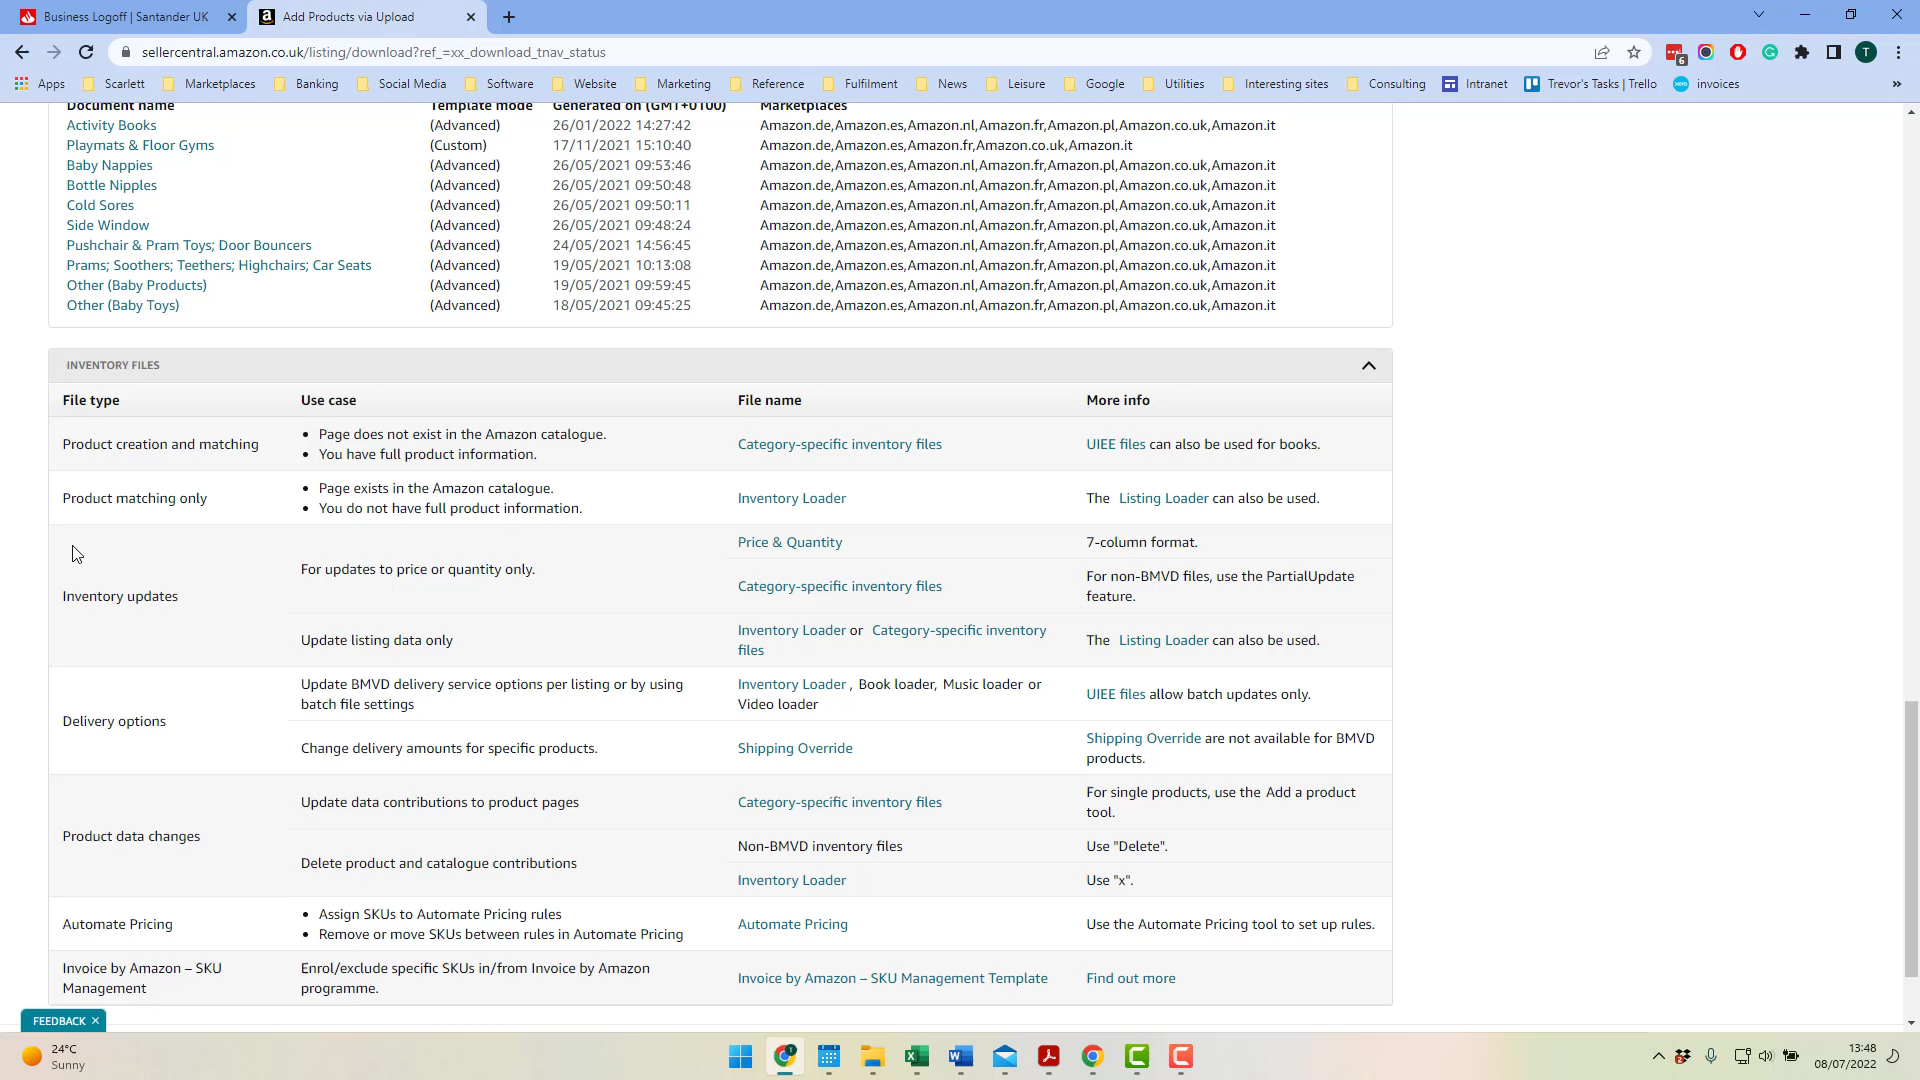 Business Logoff | Santander UK
Add Products via Upload
sellercentral.amazon.co.uk/listing/download?ref_=xx_download_tnav_status
6
T
Apps Scarlett Marketplaces Banking Social Media Software Website Marketing Reference Fulfilment News Leisure Google Utilities Interesting sites Consulting Intranet Trevor's Tasks | Trello invoices »
Document name Template mode Generated on (GMT+0100) Marketplaces
Activity Books (Advanced) 26/01/2022 14:27:42 Amazon.de,Amazon.es,Amazon.nl,Amazon.fr,Amazon.pl,Amazon.co.uk,Amazon.it
Playmats & Floor Gyms (Custom) 17/11/2021 15:10:40 Amazon.de,Amazon.es,Amazon.fr,Amazon.co.uk,Amazon.it
Baby Nappies (Advanced) 26/05/2021 09:53:46 Amazon.de,Amazon.es,Amazon.nl,Amazon.fr,Amazon.pl,Amazon.co.uk,Amazon.it
Bottle Nipples (Advanced) 26/05/2021 09:50:48 Amazon.de,Amazon.es,Amazon.nl,Amazon.fr,Amazon.pl,Amazon.co.uk,Amazon.it
Cold Sores (Advanced) 26/05/2021 09:50:11 Amazon.de,Amazon.es,Amazon.nl,Amazon.fr,Amazon.pl,Amazon.co.uk,Amazon.it
Side Window (Advanced) 26/05/2021 09:48:24 Amazon.de,Amazon.es,Amazon.nl,Amazon.fr,Amazon.pl,Amazon.co.uk,Amazon.it
Pushchair & Pram Toys; Door Bouncers (Advanced) 24/05/2021 14:56:45 Amazon.de,Amazon.es,Amazon.nl,Amazon.fr,Amazon.pl,Amazon.co.uk,Amazon.it
Prams; Soothers; Teethers; Highchairs; Car Seats (Advanced) 19/05/2021 10:13:08 Amazon.de,Amazon.es,Amazon.nl,Amazon.fr,Amazon.pl,Amazon.co.uk,Amazon.it
Other (Baby Products) (Advanced) 19/05/2021 09:59:45 Amazon.de,Amazon.es,Amazon.nl,Amazon.fr,Amazon.pl,Amazon.co.uk,Amazon.it
Other (Baby Toys) (Advanced) 18/05/2021 09:45:25 Amazon.de,Amazon.es,Amazon.nl,Amazon.fr,Amazon.pl,Amazon.co.uk,Amazon.it
INVENTORY FILES
File type Use case File name More info
Product creation and matching
• Page does not exist in the Amazon catalogue.
• You have full product information.
Category-specific inventory files
UIEE files can also be used for books.
Product matching only
• Page exists in the Amazon catalogue.
• You do not have full product information.
Inventory Loader
The Listing Loader can also be used.
Inventory updates
For updates to price or quantity only.
Price & Quantity
7-column format.
Category-specific inventory files
For non-BMVD files, use the PartialUpdate
feature.
Update listing data only
Inventory Loader or Category-specific inventory
files
The Listing Loader can also be used.
Delivery options
Update BMVD delivery service options per listing or by using
batch file settings
Inventory Loader , Book loader, Music loader or
Video loader
UIEE files allow batch updates only.
Change delivery amounts for specific products.
Shipping Override
Shipping Override are not available for BMVD
products.
Product data changes
Update data contributions to product pages
Category-specific inventory files
For single products, use the Add a product
tool.
Delete product and catalogue contributions
Non-BMVD inventory files
Use "Delete".
Inventory Loader
Use "x".
Automate Pricing
• Assign SKUs to Automate Pricing rules
• Remove or move SKUs between rules in Automate Pricing
Automate Pricing
Use the Automate Pricing tool to set up rules.
Invoice by Amazon – SKU
Management
Enrol/exclude specific SKUs in/from Invoice by Amazon
programme.
Invoice by Amazon – SKU Management Template
Find out more
FEEDBACK
24°C
Sunny
13:48
08/07/2022